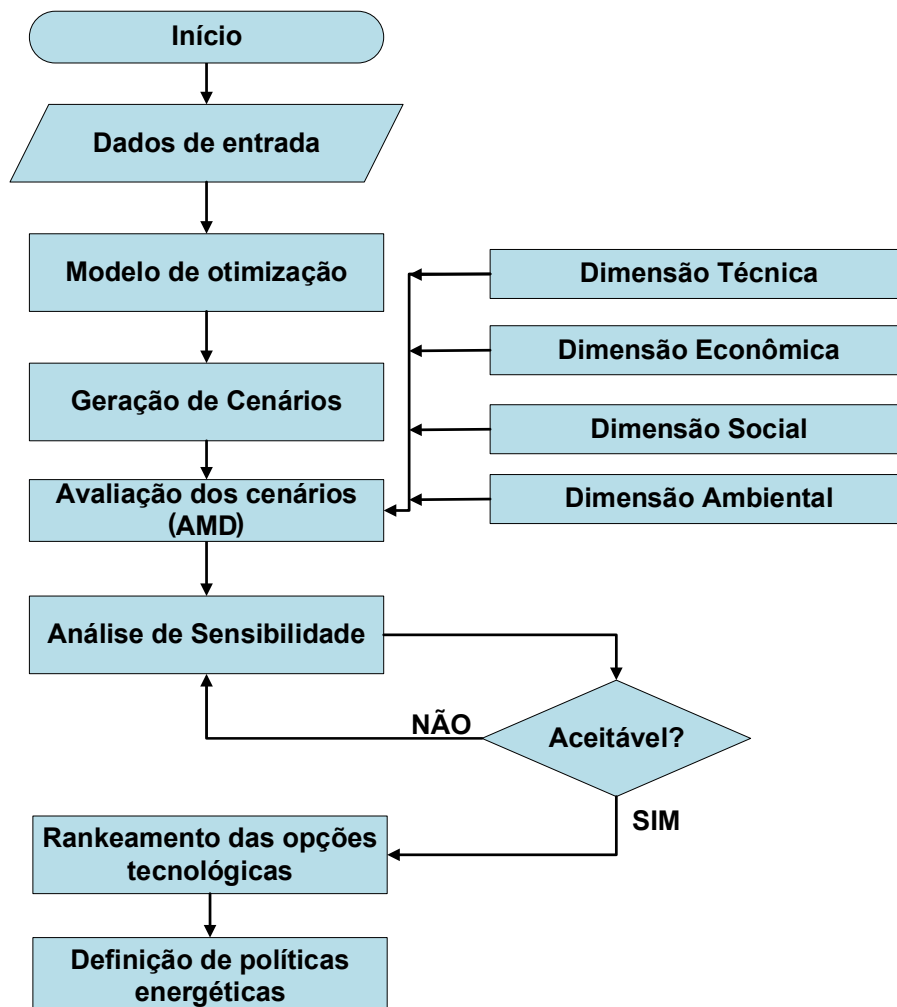 Início
Dados de entrada
Modelo de otimização
Dimensão Técnica
Dimensão Econômica
Geração de Cenários
Dimensão Social
Avaliação dos cenários
(AMD)
Dimensão Ambiental
Análise de Sensibilidade
NÃO
Aceitável?
SIM
Rankeamento das opções
tecnológicas
Definição de políticas
energéticas